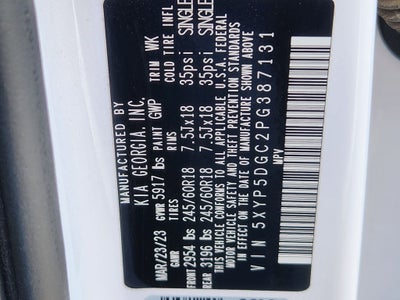 MANUFACTURED BY
KIA GEORGIA, INC.
MAR/23/23 GVWR 5917 lbs PAINT GWP TRIM WK
GAWR RIMS COLD TIRE INFL
FRONT 2954 lbs 245/60R18 7.5JX18 35psi SINGLE
REAR 3196 lbs 245/60R18 7.5JX18 35psi SINGLE
THIS VEHICLE CONFORMS TO ALL APPLICABLE U.S.A. FEDERAL
MOTOR VEHICLE SAFETY AND THEFT PREVENTION STANDARDS
IN EFFECT ON THE DATE OF MANUFACTURE SHOWN ABOVE.
VIN 5XYP5DGC2PG387131
MPV